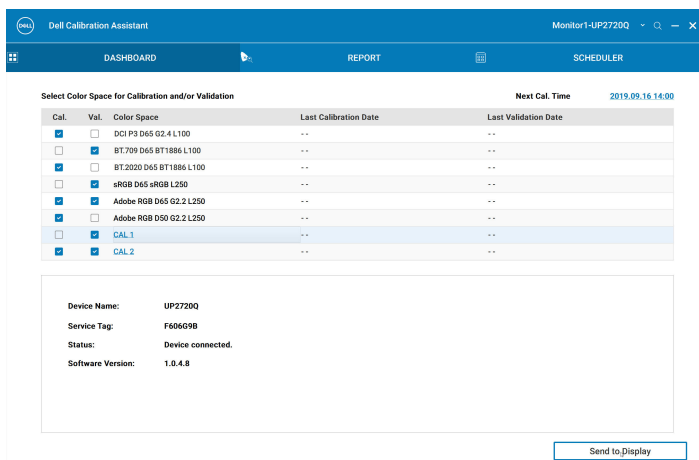 DELL Dell Calibration Assistant Monitor1-UP2720Q
DASHBOARD REPORT SCHEDULER
Select Color Space for Calibration and/or Validation Next Cal. Time 2019.09.16 14:00
Cal. Val. Color Space Last Calibration Date Last Validation Date
DCI P3 D65 G2.4 L100 -- --
BT.709 D65 BT1886 L100 -- --
BT.2020 D65 BT1886 L100 -- --
sRGB D65 sRGB L250 -- --
Adobe RGB D65 G2.2 L250 -- --
Adobe RGB D50 G2.2 L250 -- --
CAL 1 -- --
CAL 2 -- --
Device Name: UP2720Q
Service Tag: F606G9B
Status: Device connected.
Software Version: 1.0.4.8
Send to Display